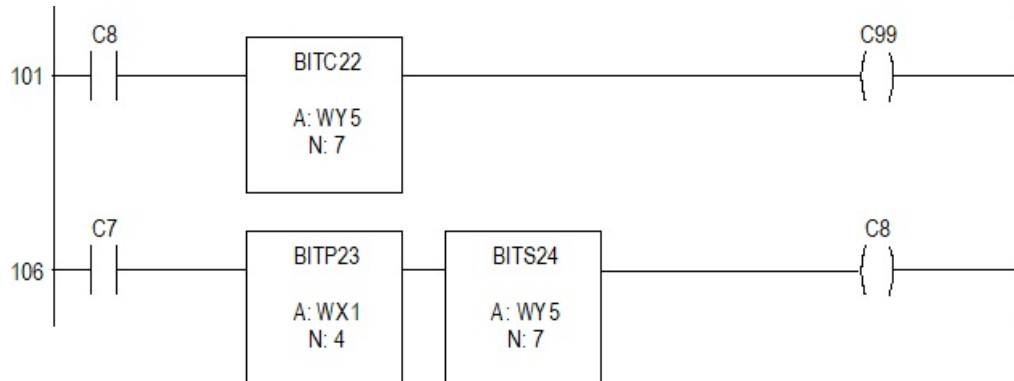 C8
C99
101
BITC22
A: WY5
N: 7
C7
C8
106
BITP23
BITS24
A: WX1
A: WY5
N: 4
N: 7